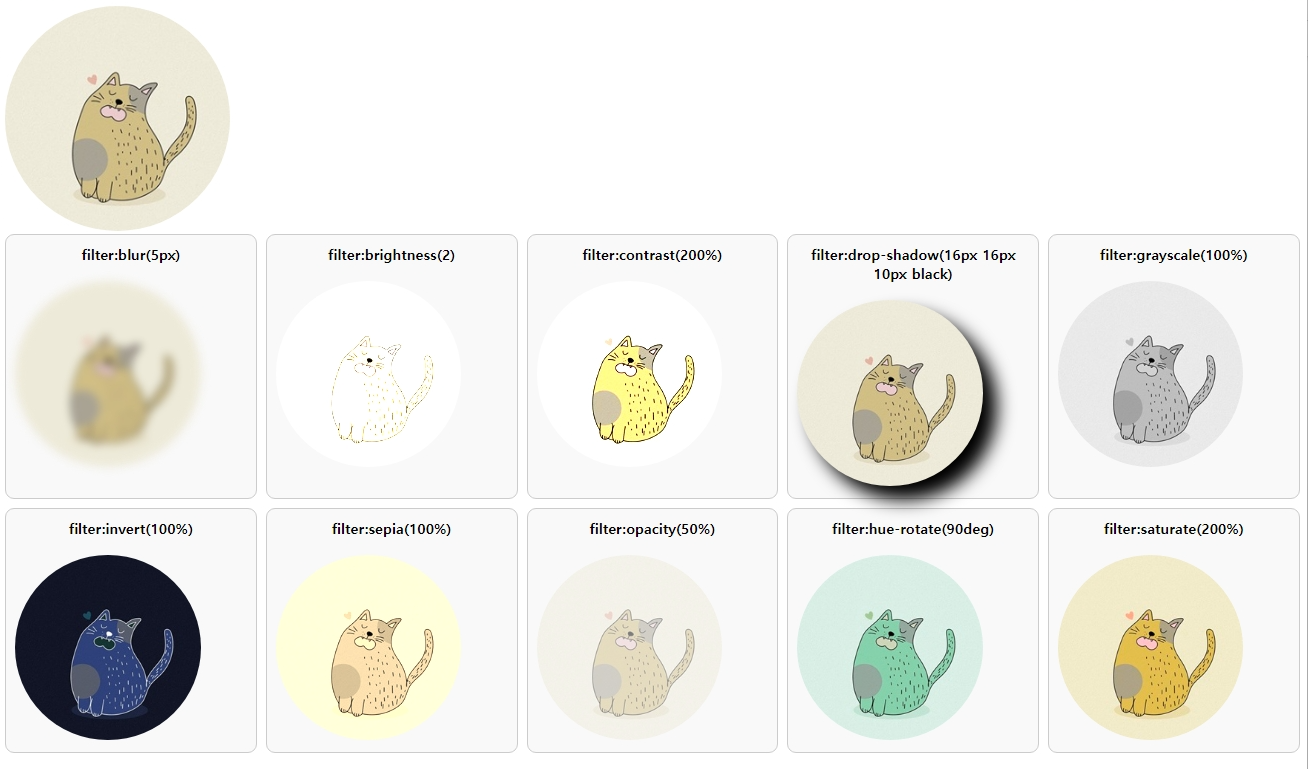 filter:blur(5px)
filter:brightness(2)
filter:contrast(200%)
filter:drop-shadow(16px 16px
10px black)
filter:grayscale(100%)
filter:invert(100%)
filter:sepia(100%)
filter:opacity(50%)
filter:hue-rotate(90deg)
filter:saturate(200%)